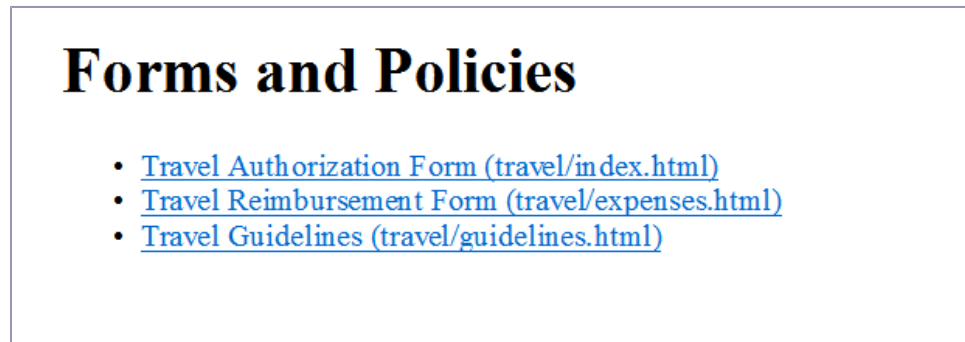 Forms and Policies
• Travel Authorization Form (travel/index.html)
• Travel Reimbursement Form (travel/expenses.html)
• Travel Guidelines (travel/guidelines.html)